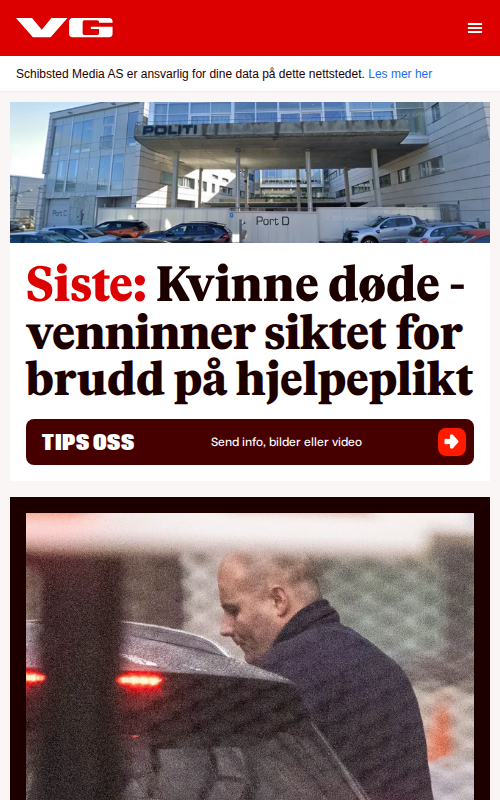 VG
Schibsted Media AS er ansvarlig for dine data på dette nettstedet. Les mer her
POLITI
Port C
Port D
Siste: Kvinne døde -
venninner siktet for
brudd på hjelpeplikt
TIPS OSS
Send info, bilder eller video